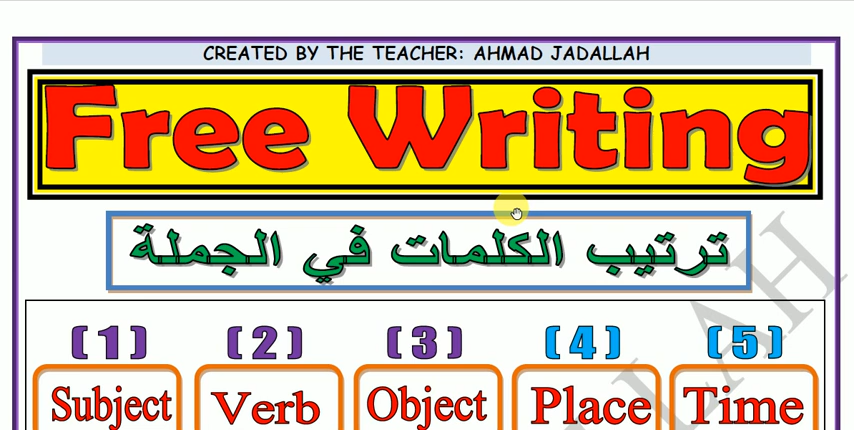 CREATED BY THE TEACHER: AHMAD JADALLAH
Free Writing
ترتيب الكلمات في الجملة
(1) (2) (3) (4) (5)
Subject Verb Object Place Time